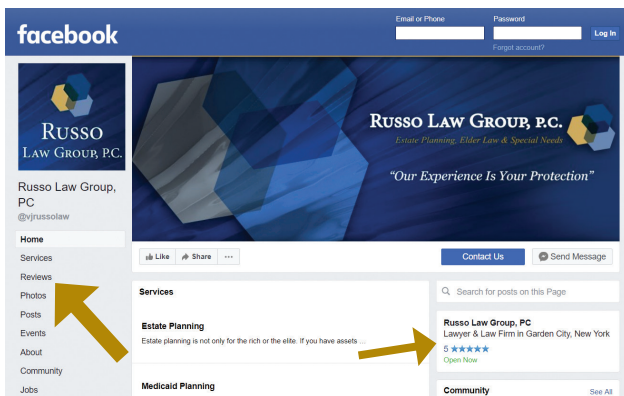 facebook
Email or Phone
Password
Log In
Forgot account?
RUSSO
LAW GROUP, P.C.
RUSSO LAW GROUP, P.C.
Estate Planning, Elder Law & Special Needs
“Our Experience Is Your Protection”
Russo Law Group,
PC
@vjrussolaw
Home
Services
Reviews
Photos
Posts
Events
About
Community
Jobs
Like
Share
Contact Us
Send Message
Services
Estate Planning
Estate planning is not only for the rich or the elite. If you have assets ...
Medicaid Planning
Search for posts on this Page
Russo Law Group, PC
Lawyer & Law Firm in Garden City, New York
5 ★★★★★
Open Now
Community
See All